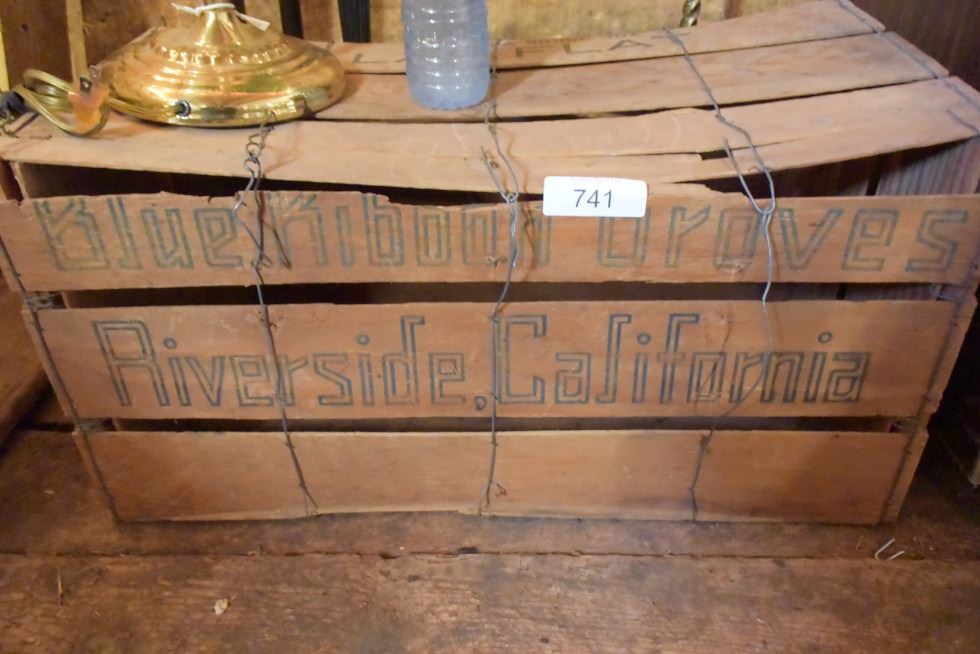 741
Blue Ribbon Groves
Riverside, California